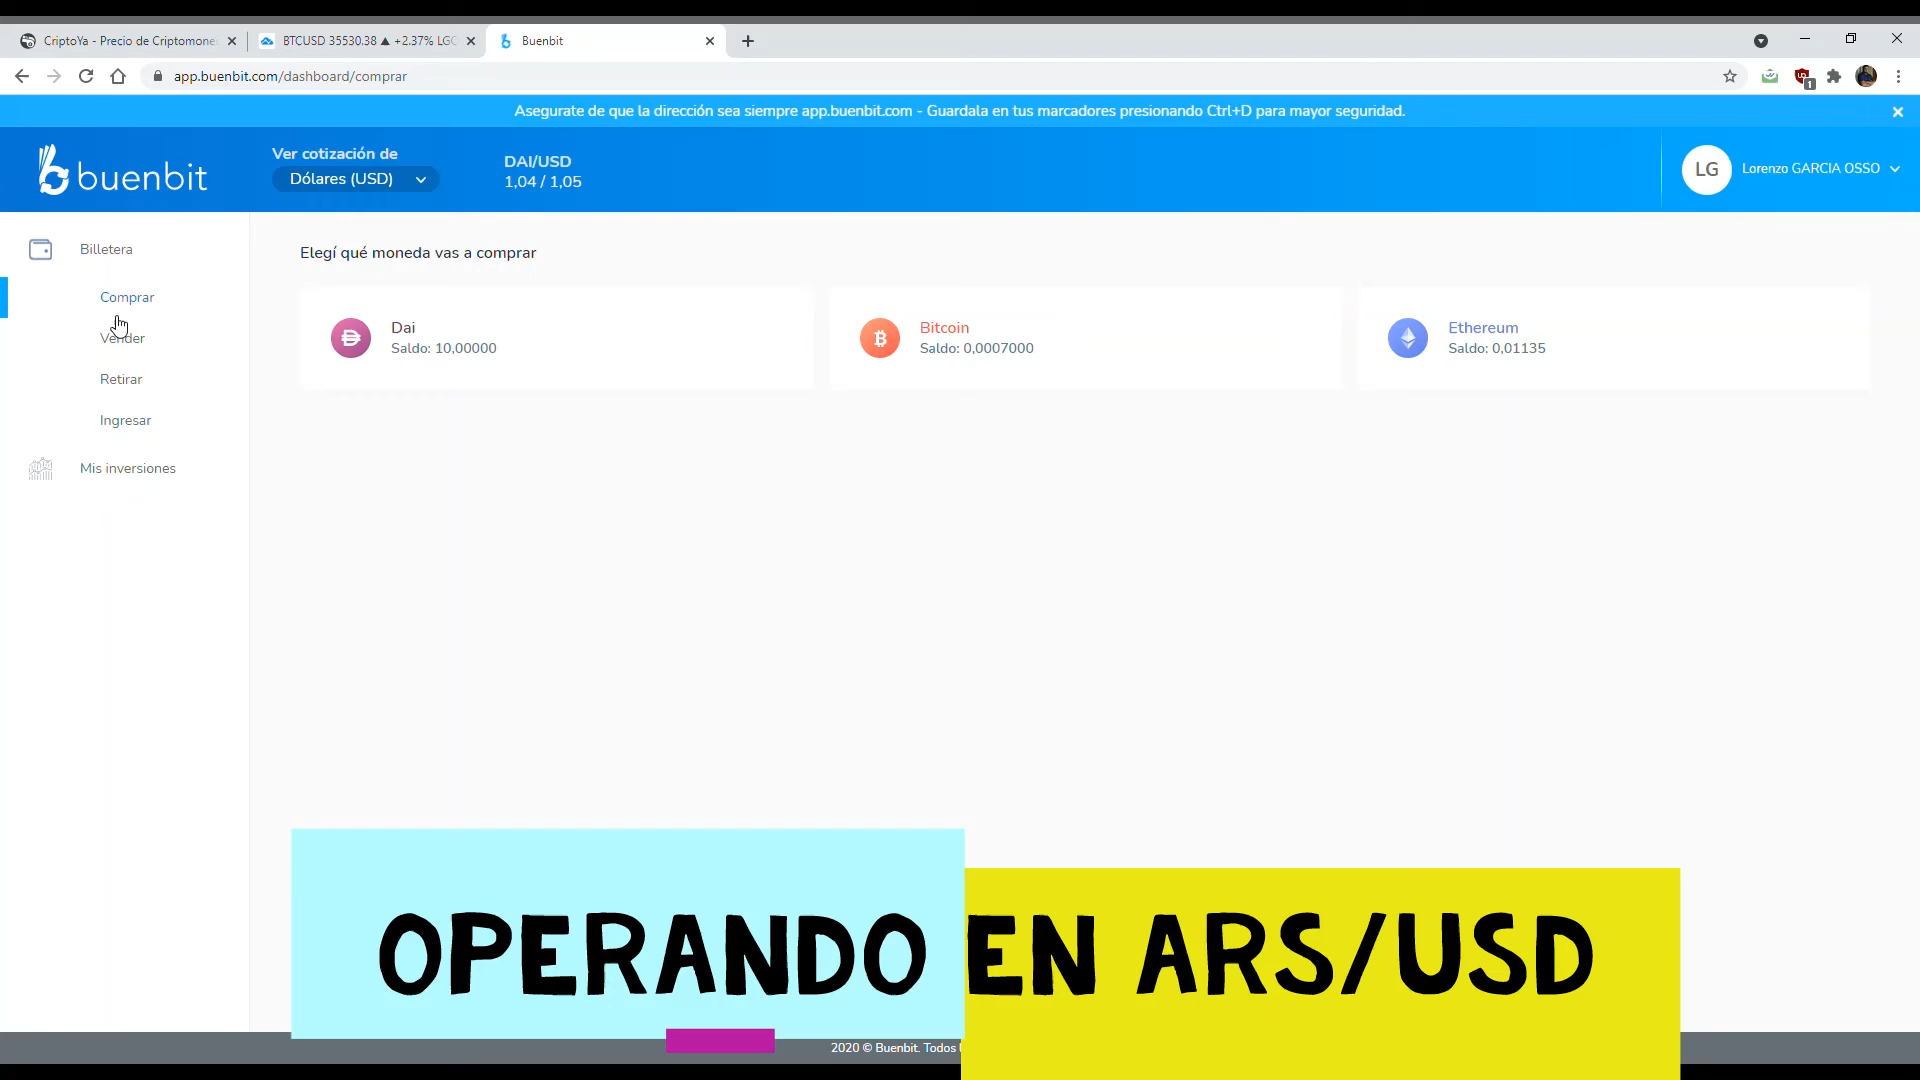 CriptoYa - Precio de Criptomone
BTCUSD 35530.38 ▲ +2.37% LGC
Buenbit
app.buenbit.com/dashboard/comprar
1
Asegurate de que la dirección sea siempre app.buenbit.com - Guardala en tus marcadores presionando Ctrl+D para mayor seguridad.
buenbit
Ver cotización de
Dólares (USD)
DAI/USD
1,04 / 1,05
LG
Lorenzo GARCIA OSSO
Billetera
Comprar
Vender
Retirar
Ingresar
Mis inversiones
Elegí qué moneda vas a comprar
Dai
Saldo: 10,00000
Bitcoin
Saldo: 0,0007000
Ethereum
Saldo: 0,01135
OPERANDO EN ARS/USD
2020 © Buenbit. Todos